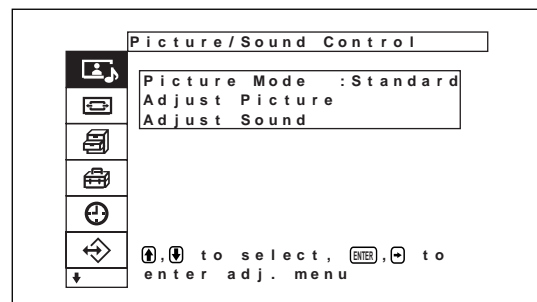 Picture/Sound Control
Picture Mode :Standard
Adjust Picture
Adjust Sound
↑,↓ to select, ENTER,→ to
enter adj. menu